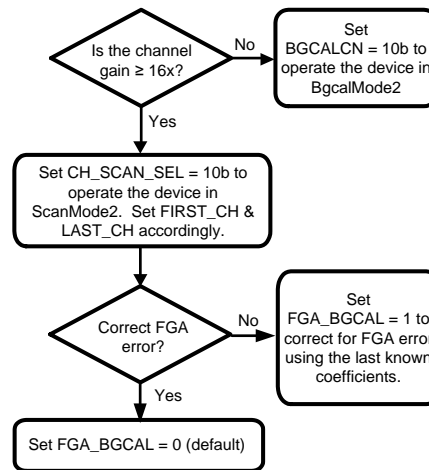 Is the channel
gain ≥ 16x?
No
Set
BGCALCN = 10b to
operate the device in
BgcalMode2
Yes
Set CH_SCAN_SEL = 10b to
operate the device in
ScanMode2. Set FIRST_CH &
LAST_CH accordingly.
Correct FGA
error?
No
Set
FGA_BGCAL = 1 to
correct for FGA error
using the last known
coefficients.
Yes
Set FGA_BGCAL = 0 (default)